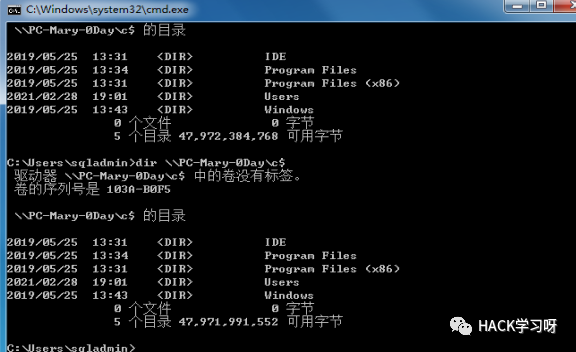 C:\Windows\system32\cmd.exe
\\PC-Mary-0Day\c$ 的目录
2019/05/25  13:31    <DIR>          IDE
2019/05/25  13:34    <DIR>          Program Files
2019/05/25  13:31    <DIR>          Program Files (x86)
2021/02/28  19:01    <DIR>          Users
2019/05/25  13:43    <DIR>          Windows
0 个文件              0 字节
5 个目录 47,972,384,768 可用字节
C:\Users\sqladmin>dir \\PC-Mary-0Day\c$
驱动器 \\PC-Mary-0Day\c$ 中的卷没有标签。
卷的序列号是 103A-B0F5
\\PC-Mary-0Day\c$ 的目录
2019/05/25  13:31    <DIR>          IDE
2019/05/25  13:34    <DIR>          Program Files
2019/05/25  13:31    <DIR>          Program Files (x86)
2021/02/28  19:01    <DIR>          Users
2019/05/25  13:43    <DIR>          Windows
0 个文件              0 字节
5 个目录 47,971,991,552 可用字节
C:\Users\sqladmin>
HACK学习呀